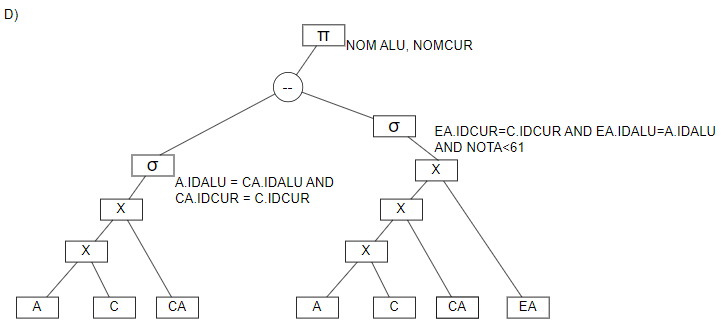 D)
π
NOM ALU, NOMCUR
--
σ
EA.IDCUR=C.IDCUR AND EA.IDALU=A.IDALU
AND NOTA<61
σ
X
A.IDALU = CA.IDALU AND
CA.IDCUR = C.IDCUR
X
X
X
X
A
C
CA
A
C
CA
EA